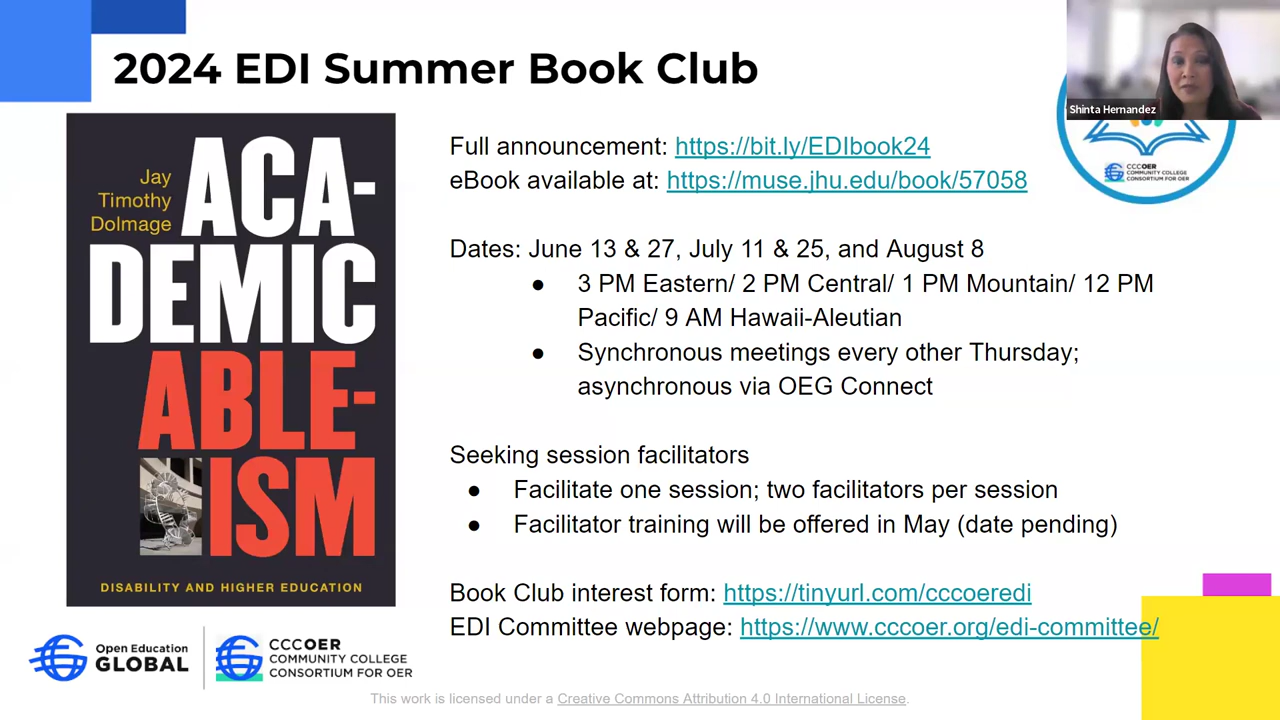 2024 EDI Summer Book Club
Shinta Hernandez
CCCOER
COMMUNITY COLLEGE
CONSORTIUM FOR OER
Jay
Timothy
Dolmage
ACA-
DEMIC
ABLE-
ISM
DISABILITY AND HIGHER EDUCATION
Full announcement: https://bit.ly/EDIbook24
eBook available at: https://muse.jhu.edu/book/57058
Dates: June 13 & 27, July 11 & 25, and August 8
● 3 PM Eastern/ 2 PM Central/ 1 PM Mountain/ 12 PM
Pacific/ 9 AM Hawaii-Aleutian
● Synchronous meetings every other Thursday;
asynchronous via OEG Connect
Seeking session facilitators
● Facilitate one session; two facilitators per session
● Facilitator training will be offered in May (date pending)
Book Club interest form: https://tinyurl.com/cccoeredi
EDI Committee webpage: https://www.cccoer.org/edi-committee/
Open Education
GLOBAL
CCCOER
COMMUNITY COLLEGE
CONSORTIUM FOR OER
This work is licensed under a Creative Commons Attribution 4.0 International License.